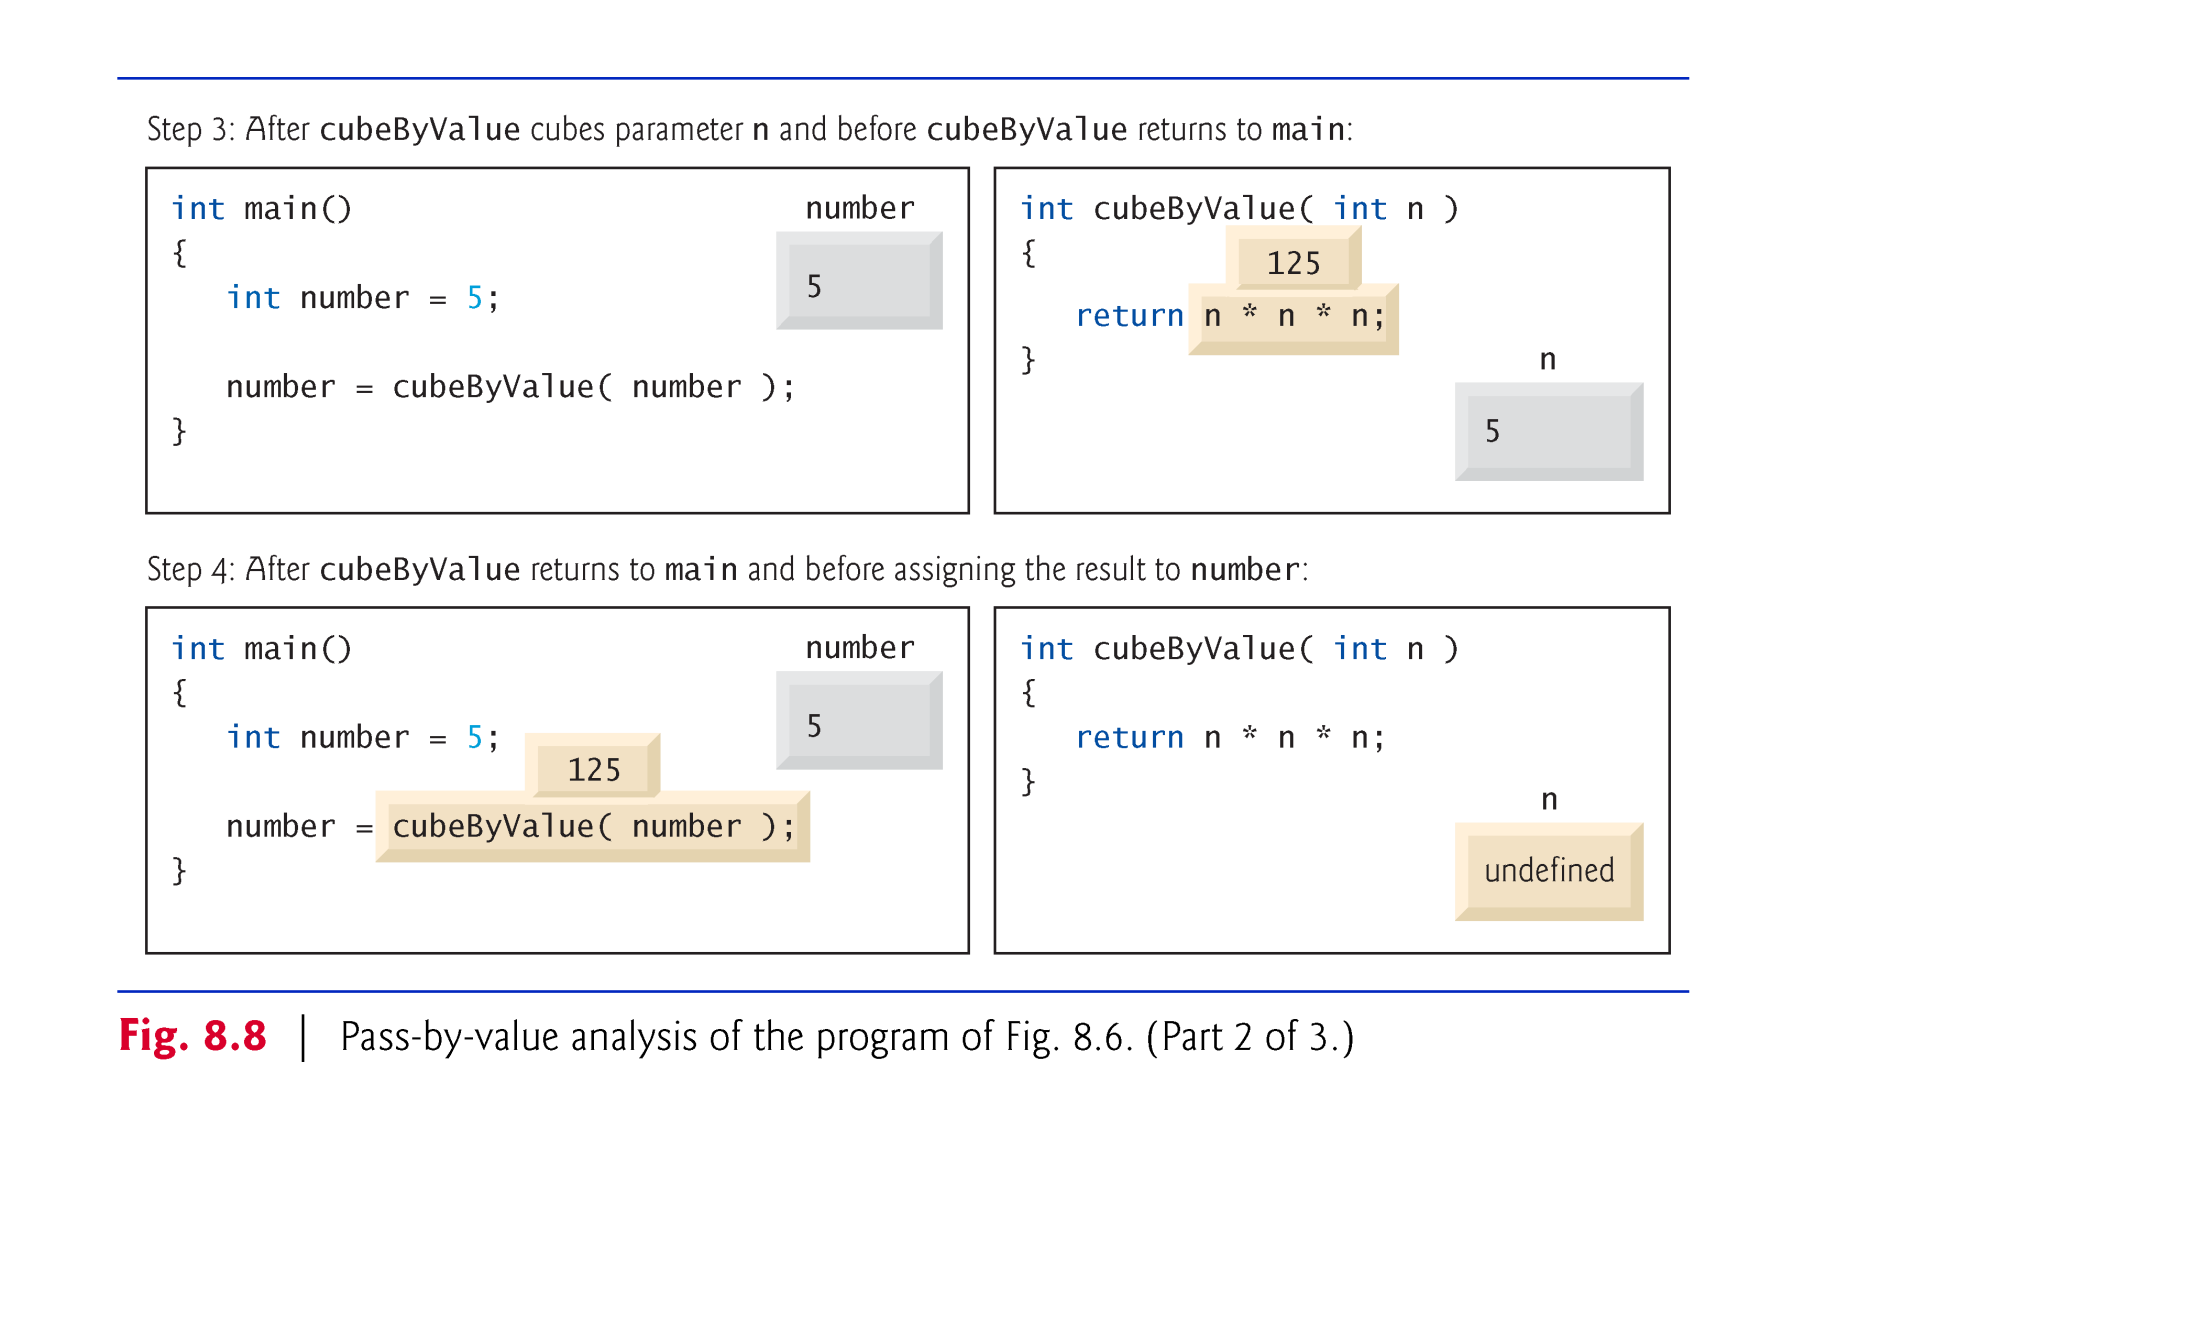 Step 3: After cubeByValue cubes parameter n and before cubeByValue returns to main:
int main()
{
int number = 5;
number = cubeByValue( number );
}
number
5
int cubeByValue( int n )
{
125
return n * n * n;
}
n
5
Step 4: After cubeByValue returns to main and before assigning the result to number:
int main()
{
int number = 5;
125
number = cubeByValue( number );
}
number
5
int cubeByValue( int n )
{
return n * n * n;
}
n
undefined
Fig. 8.8 | Pass-by-value analysis of the program of Fig. 8.6. (Part 2 of 3.)